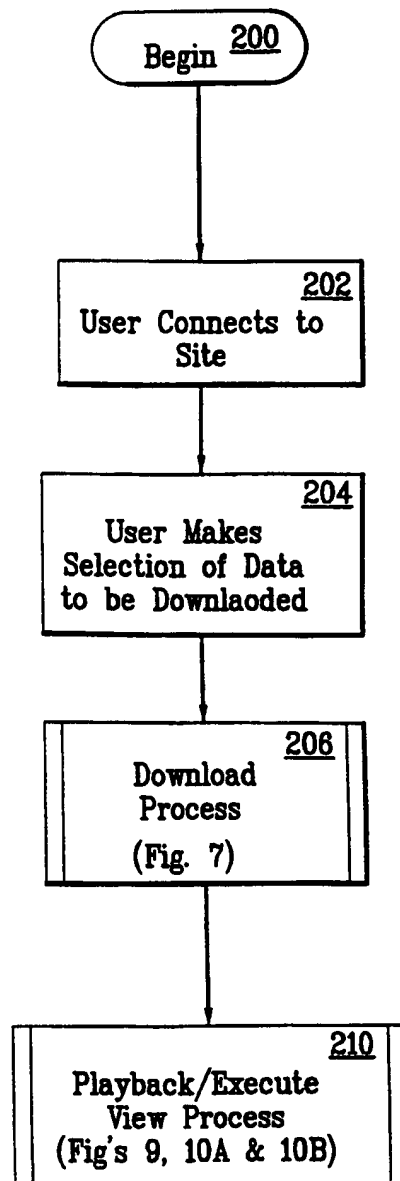 Begin 200
202
User Connects to
Site
204
User Makes
Selection of Data
to be Downlaoded
206
Download
Process
(Fig. 7)
210
Playback/Execute
View Process
(Fig's 9, 10A & 10B)